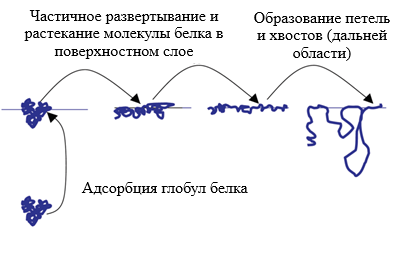 Частичное развертывание и
растекание молекулы белка в
поверхностном слое
Образование петель
и хвостов (дальней
области)
Адсорбция глобул белка